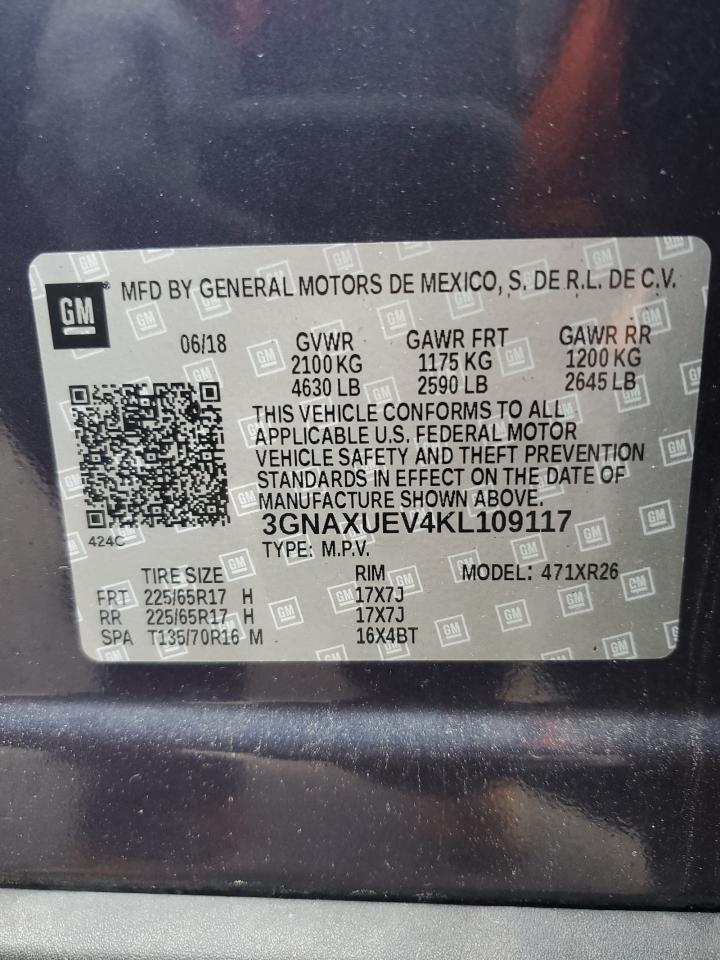 GM ® MFD BY GENERAL MOTORS DE MEXICO, S. DE R.L. DE C.V.
06/18 GVWR GAWR FRT GAWR RR
2100 KG 1175 KG 1200 KG
4630 LB 2590 LB 2645 LB
THIS VEHICLE CONFORMS TO ALL
APPLICABLE U.S. FEDERAL MOTOR
VEHICLE SAFETY AND THEFT PREVENTION
STANDARDS IN EFFECT ON THE DATE OF
MANUFACTURE SHOWN ABOVE.
3GNAXUEV4KL109117
424C
TYPE: M.P.V.
TIRE SIZE RIM MODEL: 471XR26
FRT 225/65R17 H 17X7J
RR 225/65R17 H 17X7J
SPA T135/70R16 M 16X4BT